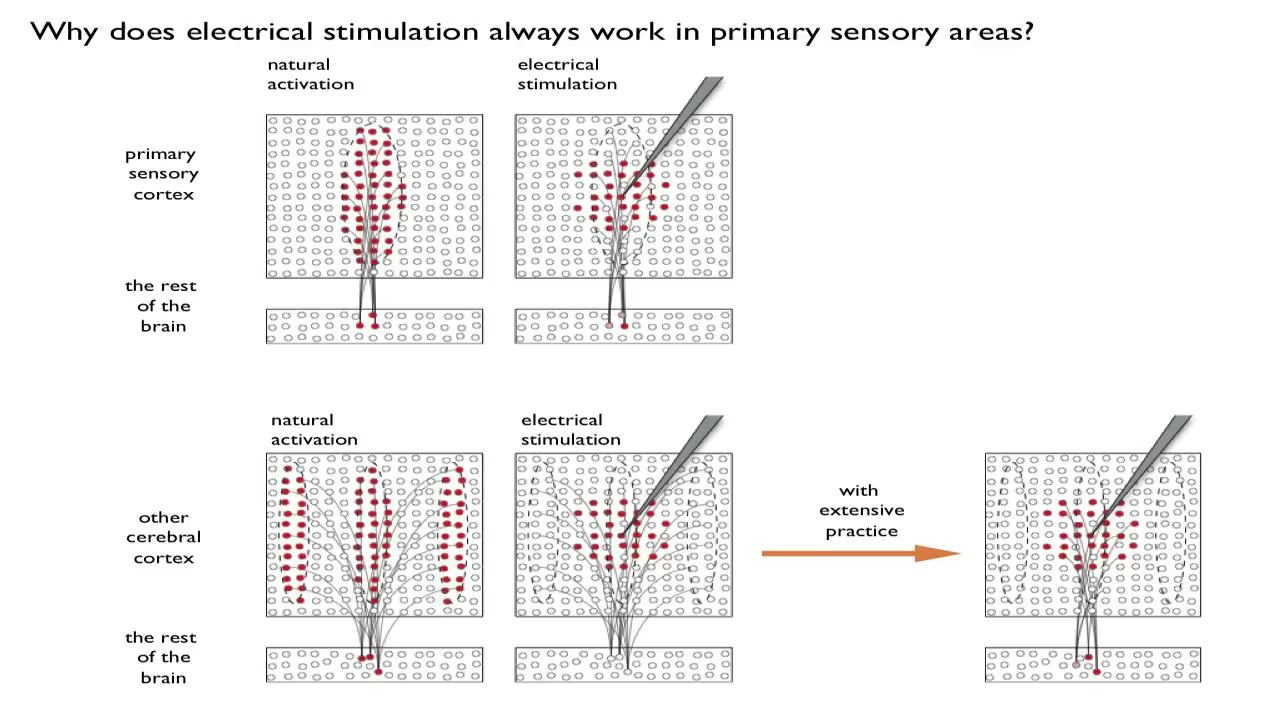 Why does electrical stimulation always work in primary sensory areas?
natural
activation
electrical
stimulation
primary
sensory
cortex
the rest
of the
brain
natural
activation
electrical
stimulation
other
cerebral
cortex
with
extensive
practice
the rest
of the
brain